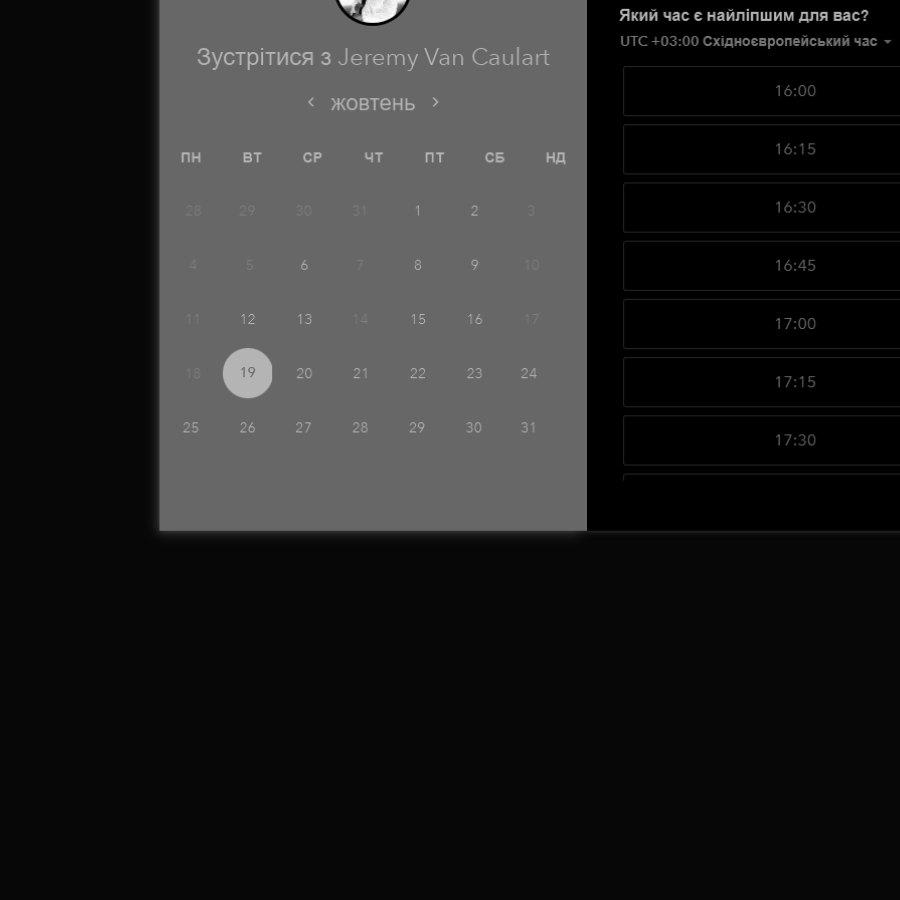 Зустрітися з Jeremy Van Caulart
жовтень
ПН ВТ СР ЧТ ПТ СБ НД
28 29 30 31 1 2 3
4 5 6 7 8 9 10
11 12 13 14 15 16 17
18 19 20 21 22 23 24
25 26 27 28 29 30 31
Який час є найліпшим для вас?
UTC +03:00 Східноєвропейський час
16:00
16:15
16:30
16:45
17:00
17:15
17:30